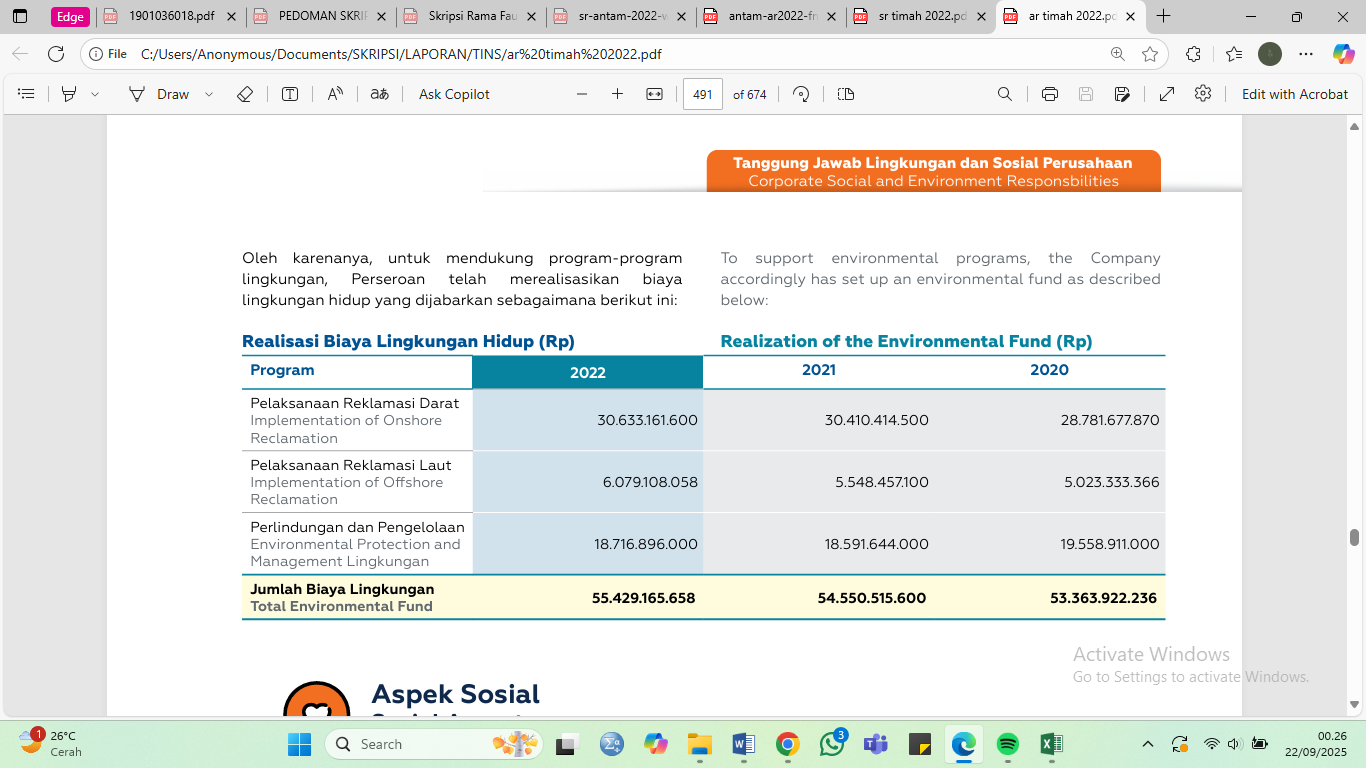 Edge
1901036018.pdf
PEDOMAN SKRIP
Skripsi Rama Fau
sr-antam-2022-w
antam-ar2022-fn
sr timah 2022.pd
ar timah 2022.pd
File C:/Users/Anonymous/Documents/SKRIPSI/LAPORAN/TINS/ar%20timah%202022.pdf
Draw
Ask Copilot
491 of 674
Edit with Acrobat
Tanggung Jawab Lingkungan dan Sosial Perusahaan
Corporate Social and Environment Responsbilities
Oleh karenanya, untuk mendukung program-program
lingkungan, Perseroan telah merealisasikan biaya
lingkungan hidup yang dijabarkan sebagaimana berikut ini:
To support environmental programs, the Company
accordingly has set up an environmental fund as described
below:
Realisasi Biaya Lingkungan Hidup (Rp)
Realization of the Environmental Fund (Rp)
Program 2022 2021 2020
Pelaksanaan Reklamasi Darat
Implementation of Onshore
Reclamation
30.633.161.600 30.410.414.500 28.781.677.870
Pelaksanaan Reklamasi Laut
Implementation of Offshore
Reclamation
6.079.108.058 5.548.457.100 5.023.333.366
Perlindungan dan Pengelolaan
Environmental Protection and
Management Lingkungan
18.716.896.000 18.591.644.000 19.558.911.000
Jumlah Biaya Lingkungan
Total Environmental Fund
55.429.165.658 54.550.515.600 53.363.922.236
Aspek Sosial
Activate Windows
Go to Settings to activate Windows.
1
26°C
Cerah
Search
3
00.26
22/09/2025